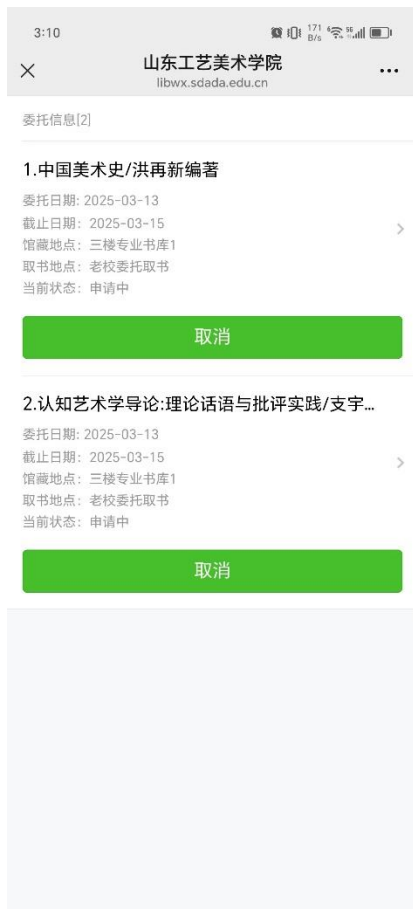 3:10
171 B/s
山东工艺美术学院
libwx.sdada.edu.cn
委托信息[2]
1.中国美术史/洪再新编著
委托日期: 2025-03-13
截止日期: 2025-03-15
馆藏地点: 三楼专业书库1
取书地点: 老校委托取书
当前状态: 申请中
取消
2.认知艺术学导论:理论话语与批评实践/支宇...
委托日期: 2025-03-13
截止日期: 2025-03-15
馆藏地点: 三楼专业书库1
取书地点: 老校委托取书
当前状态: 申请中
取消